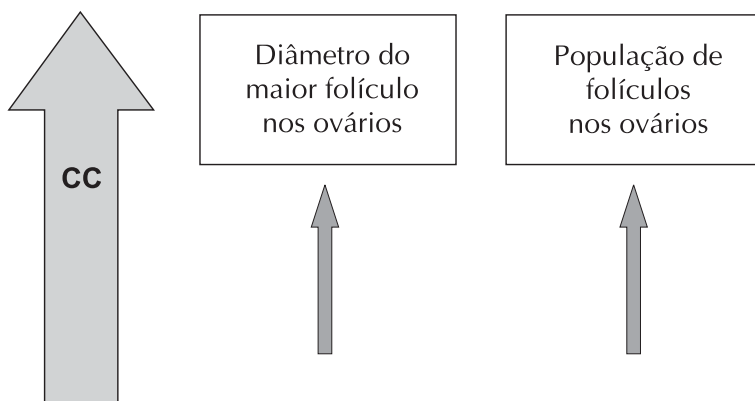 CC
Diâmetro do
maior folículo
nos ovários
População de
folículos
nos ovários